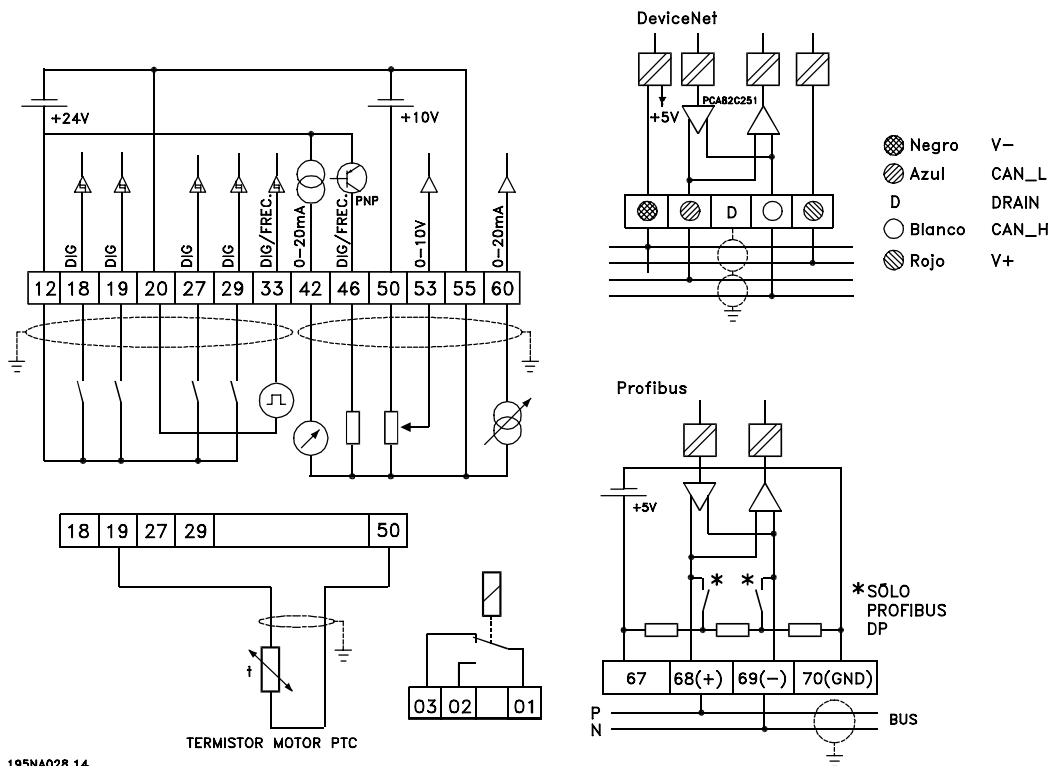 DeviceNet
+24V
+10V
PCA82C251
+5V
PNP
DIG
DIG
DIG
DIG
DIG/FREC.
0-20mA
DIG/FREC.
0-10V
0-20mA
12 18 19 20 27 29 33 42 46 50 53 55 60
D
Negro V-
Azul CAN_L
D DRAIN
Blanco CAN_H
Rojo V+
Profibus
+5V
* *
*SÓLO
PROFIBUS
DP
67 68(+) 69(-) 70(GND)
P
N
BUS
18 19 27 29 50
t
03 02 01
TERMISTOR MOTOR PTC
195NA028.14